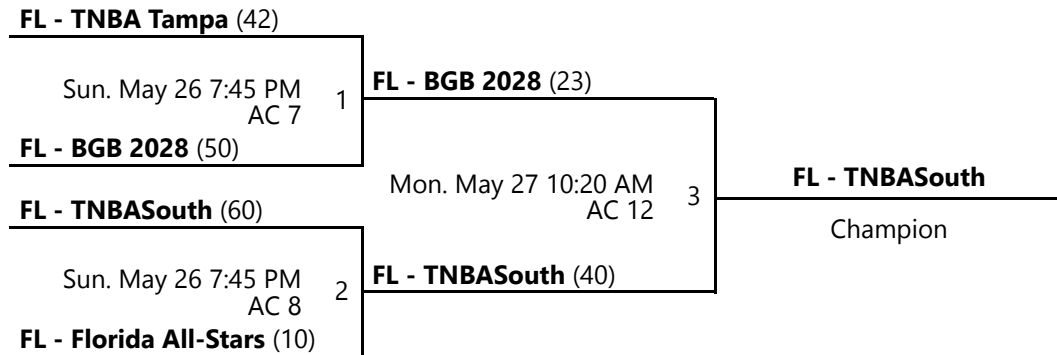 FL - TNBA Tampa (42)
Sun. May 26 7:45 PM
AC 7
1
FL - BGB 2028 (50)
FL - BGB 2028 (23)
FL - TNBASouth (60)
Sun. May 26 7:45 PM
AC 8
2
FL - Florida All-Stars (10)
Mon. May 27 10:20 AM
AC 12
3
FL - TNBASouth (40)
FL - TNBASouth
Champion